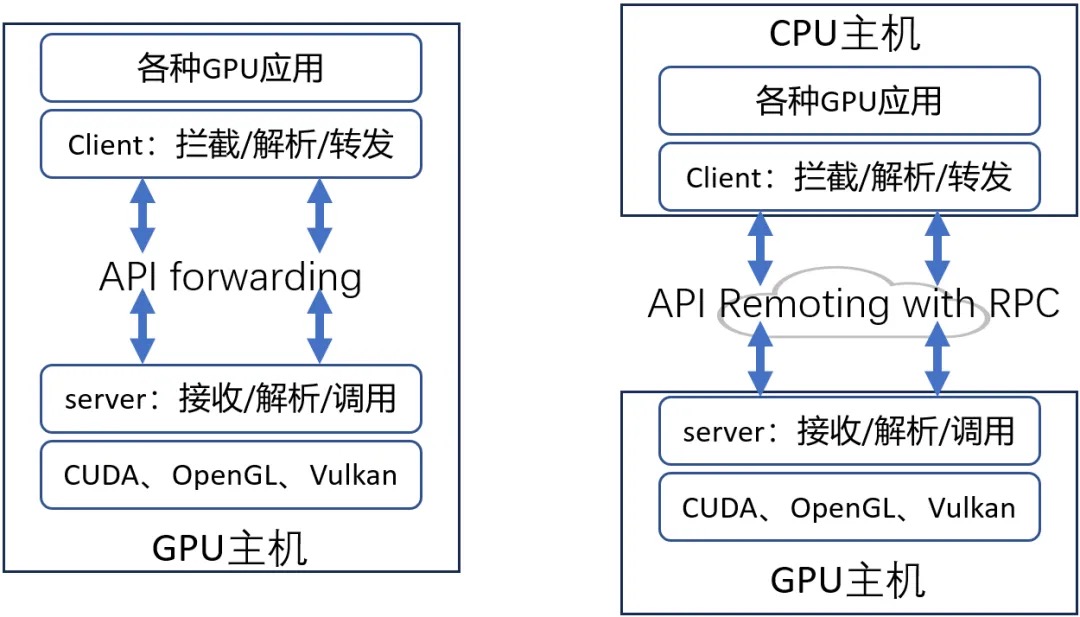 各种GPU应用
Client：拦截/解析/转发
API forwarding
server：接收/解析/调用
CUDA、OpenGL、Vulkan
GPU主机
CPU主机
各种GPU应用
Client：拦截/解析/转发
API Remoting with RPC
server：接收/解析/调用
CUDA、OpenGL、Vulkan
GPU主机